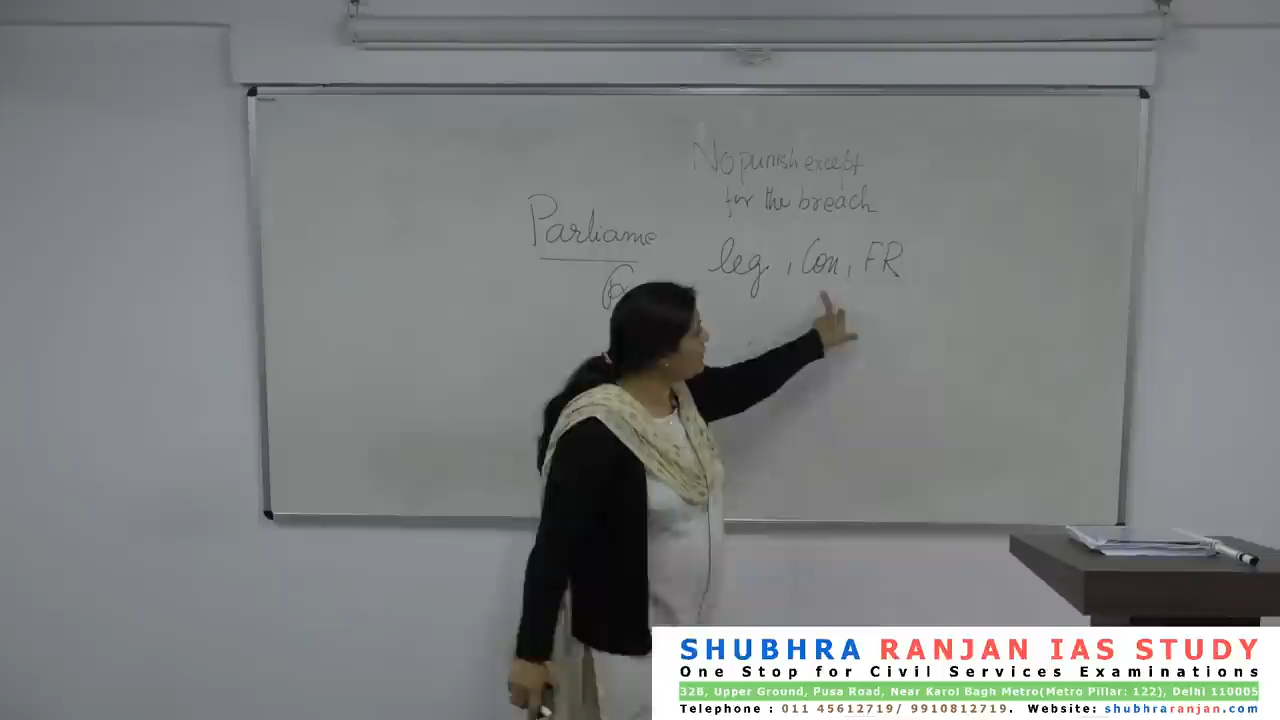 No punish except
for the breach
Parliame
leg , Con, FR
SHUBHRA RANJAN IAS STUDY
One Stop for Civil Services Examinations
32B, Upper Ground, Pusa Road, Near Karol Bagh Metro(Metro Pillar: 122), Delhi 110005
Telephone : 011 45612719/ 9910812719. Website: shubhraranjan.com